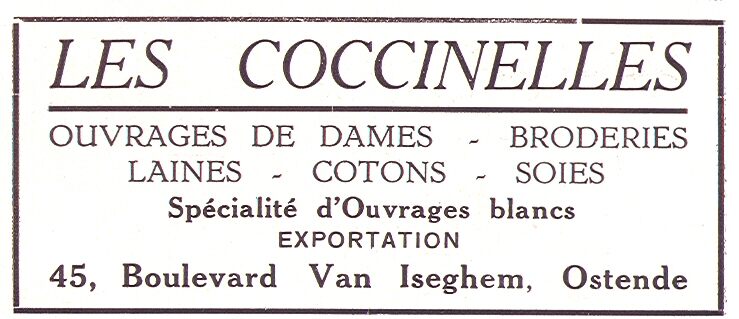 LES COCCINELLES
OUVRAGES DE DAMES - BRODERIES
LAINES - COTONS - SOIES
Spécialité d'Ouvrages blancs
EXPORTATION
45, Boulevard Van Iseghem, Ostende